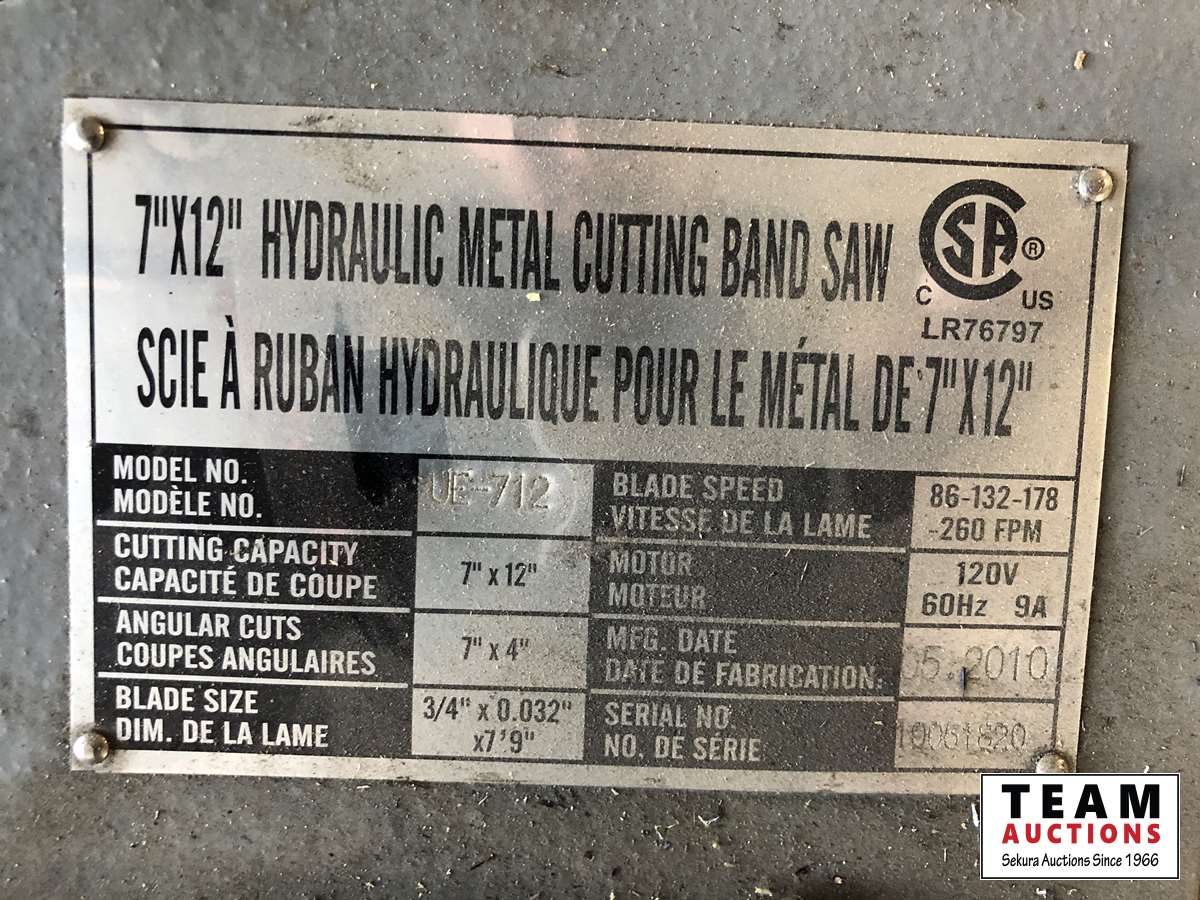 7"X12" HYDRAULIC METAL CUTTING BAND SAW
CSA®
C US
LR76797
SCIE À RUBAN HYDRAULIQUE POUR LE MÉTAL DE 7"X12"
MODEL NO.
MODÈLE NO.
UE-712
BLADE SPEED
VITESSE DE LA LAME
86-132-178
-260 FPM
CUTTING CAPACITY
CAPACITÉ DE COUPE
7" x 12"
MOTOR
MOTEUR
120V
60Hz 9A
ANGULAR CUTS
COUPES ANGULAIRES
7" x 4"
MFG. DATE
DATE DE FABRICATION:
05.2010
BLADE SIZE
DIM. DE LA LAME
3/4" x 0.032"
x7'9"
SERIAL NO.
NO. DE SÉRIE
10051820
TEAM
AUCTIONS
Sekura Auctions Since 1966